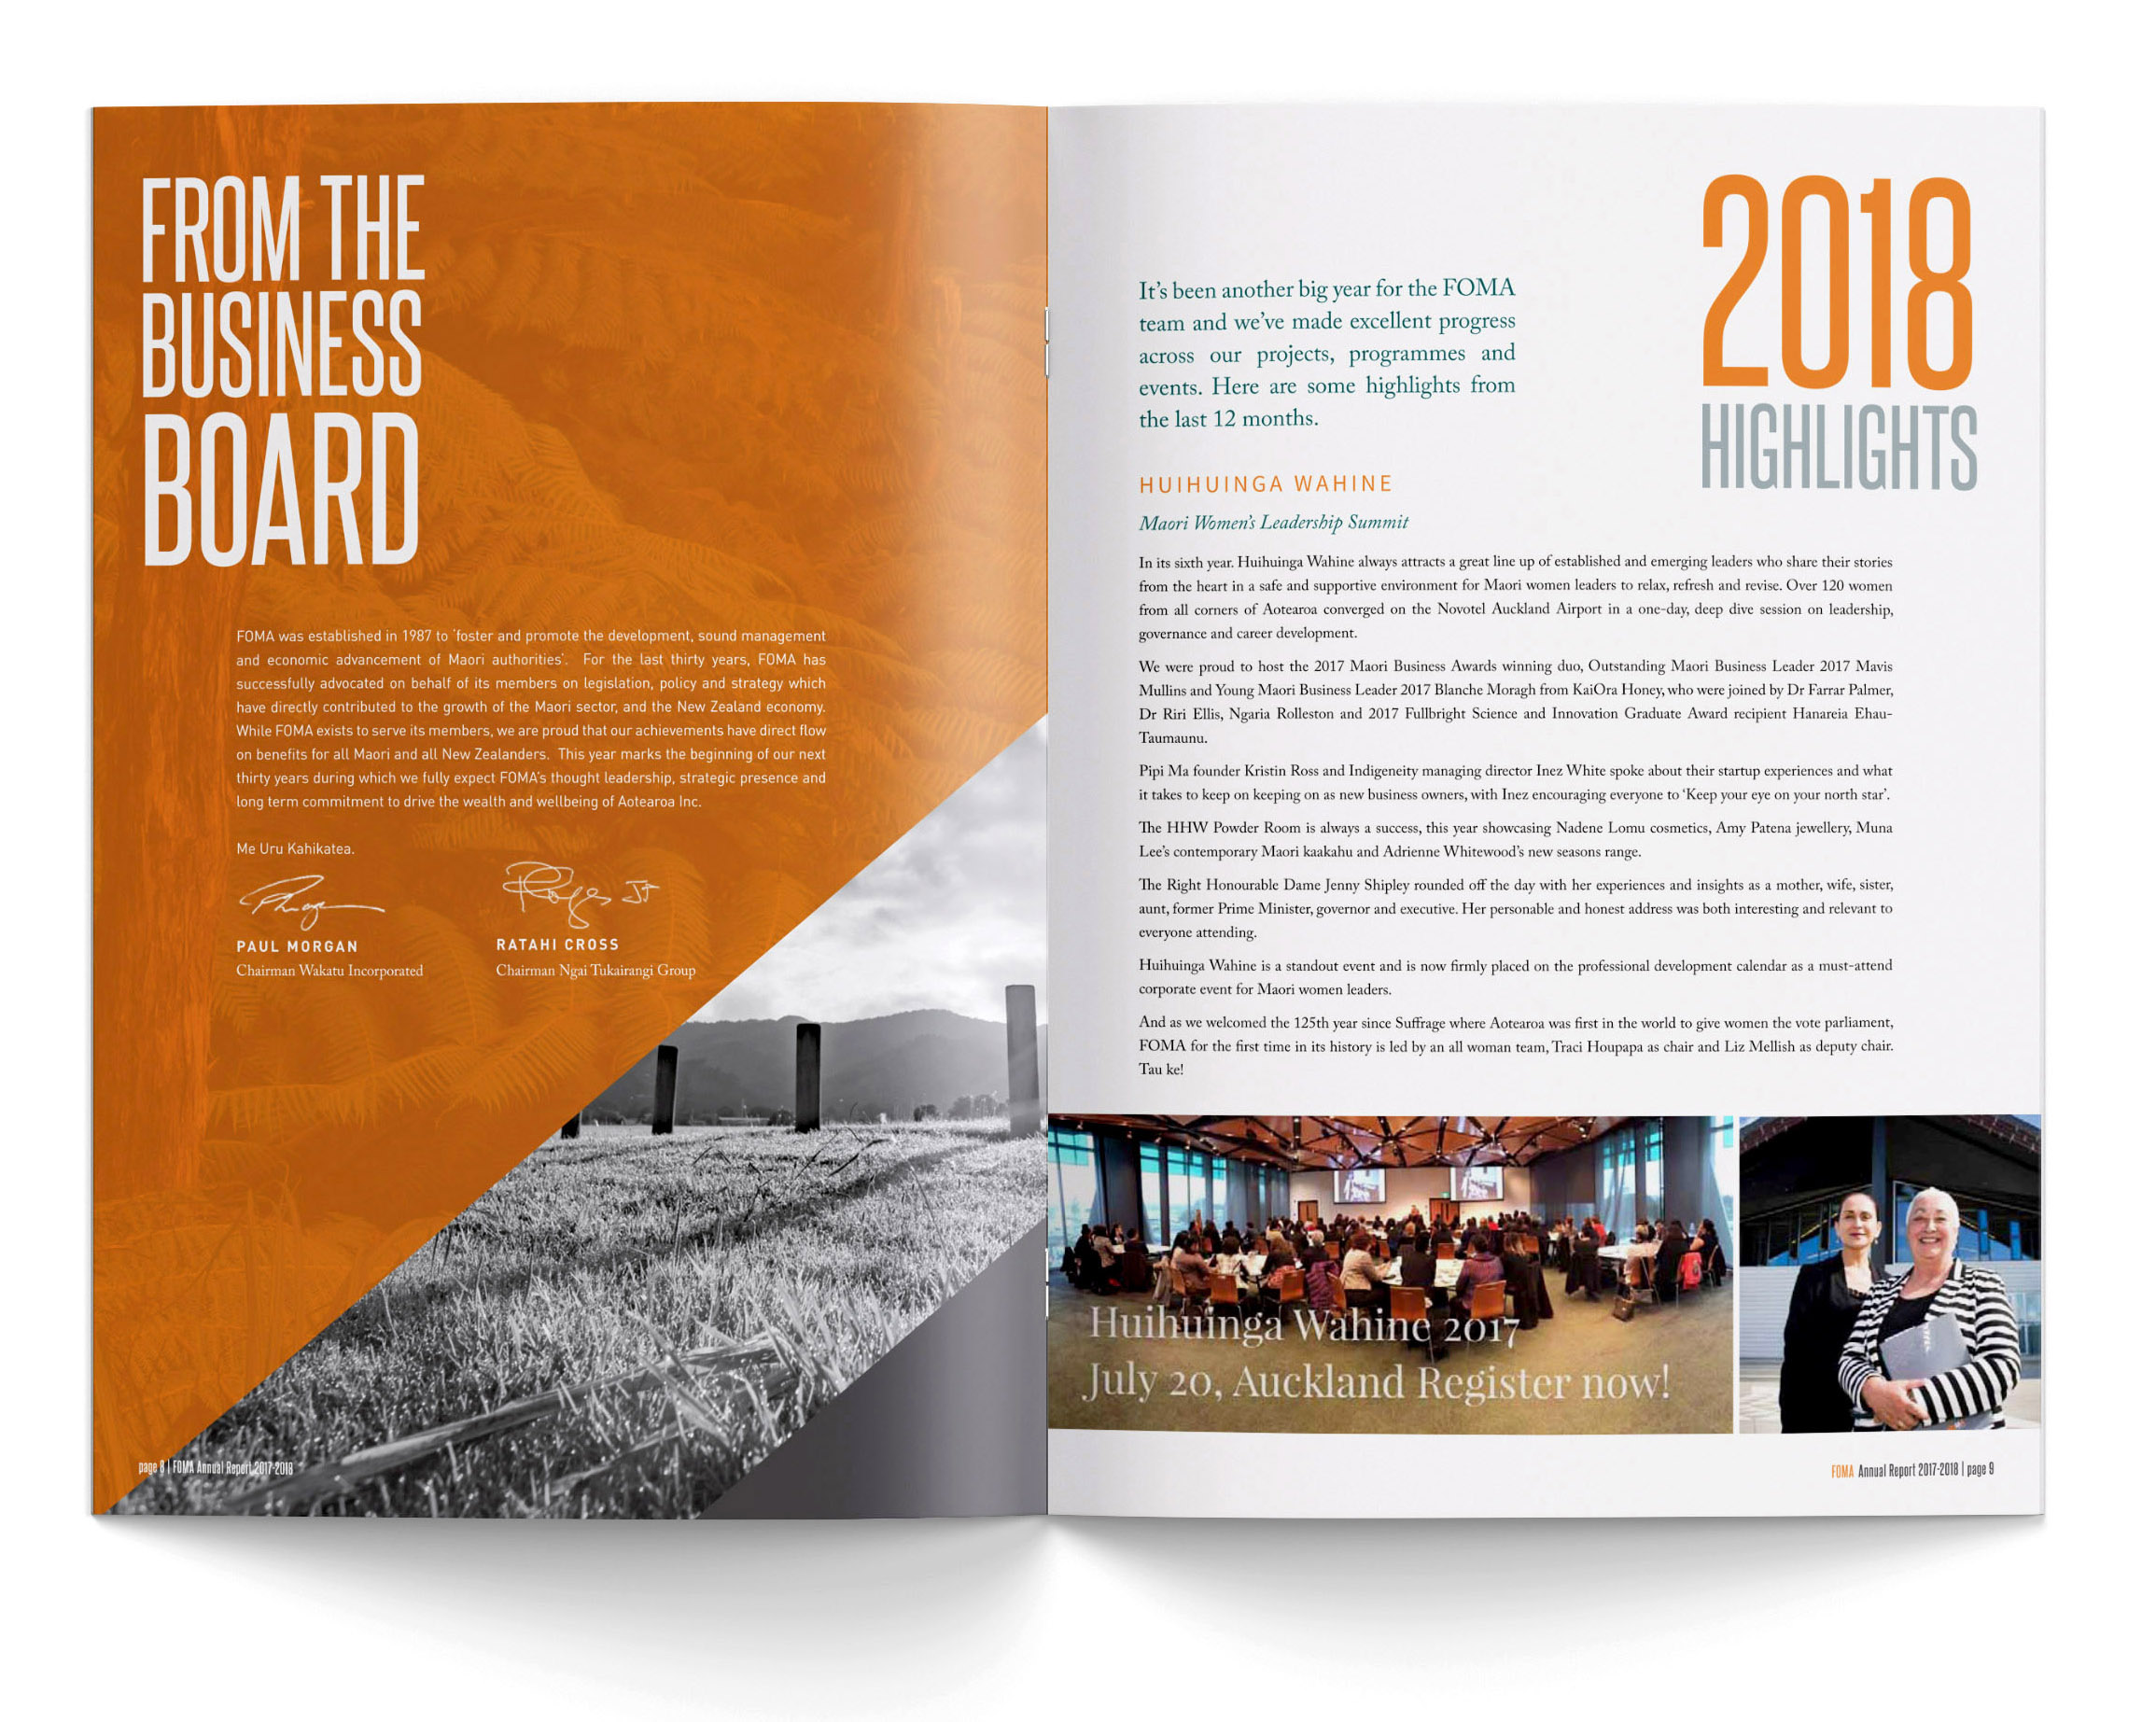 FROM THE
BUSINESS
BOARD
FOMA was established in 1987 to 'foster and promote the development, sound management
and economic advancement of Maori authorities'. For the last thirty years, FOMA has
successfully advocated on behalf of its members on legislation, policy and strategy which
have directly contributed to the growth of the Maori sector, and the New Zealand economy.
While FOMA exists to serve its members, we are proud that our achievements have direct flow
on benefits for all Maori and all New Zealanders. This year marks the beginning of our next
thirty years during which we fully expect FOMA's thought leadership, strategic presence and
long term commitment to drive the wealth and wellbeing of Aotearoa Inc.
Me Uru Kahikatea.
PAUL MORGAN
Chairman Wakatu Incorporated
RATAHI CROSS
Chairman Ngai Tukairangi Group
page 8 | FOMA Annual Report 2017-2018
2018
HIGHLIGHTS
It's been another big year for the FOMA
team and we've made excellent progress
across our projects, programmes and
events. Here are some highlights from
the last 12 months.
HUIHUINGA WAHINE
Maori Women's Leadership Summit
In its sixth year. Huihuinga Wahine always attracts a great line up of established and emerging leaders who share their stories
from the heart in a safe and supportive environment for Maori women leaders to relax, refresh and revise. Over 120 women
from all corners of Aotearoa converged on the Novotel Auckland Airport in a one-day, deep dive session on leadership,
governance and career development.
We were proud to host the 2017 Maori Business Awards winning duo, Outstanding Maori Business Leader 2017 Mavis
Mullins and Young Maori Business Leader 2017 Blanche Moragh from KaiOra Honey, who were joined by Dr Farrar Palmer,
Dr Riri Ellis, Ngaria Rolleston and 2017 Fullbright Science and Innovation Graduate Award recipient Hanareia Ehau-
Taumaunu.
Pipi Ma founder Kristin Ross and Indigeneity managing director Inez White spoke about their startup experiences and what
it takes to keep on keeping on as new business owners, with Inez encouraging everyone to 'Keep your eye on your north star'.
The HHW Powder Room is always a success, this year showcasing Nadene Lomu cosmetics, Amy Patena jewellery, Muna
Lee's contemporary Maori kaakahu and Adrienne Whitewood's new seasons range.
The Right Honourable Dame Jenny Shipley rounded off the day with her experiences and insights as a mother, wife, sister,
aunt, former Prime Minister, governor and executive. Her personable and honest address was both interesting and relevant to
everyone attending.
Huihuinga Wahine is a standout event and is now firmly placed on the professional development calendar as a must-attend
corporate event for Maori women leaders.
And as we welcomed the 125th year since Suffrage where Aotearoa was first in the world to give women the vote parliament,
FOMA for the first time in its history is led by an all woman team, Traci Houpapa as chair and Liz Mellish as deputy chair.
Tau ke!
Huihuinga Wahine 2017
July 20, Auckland Register now!
FOMA Annual Report 2017-2018 | page 9